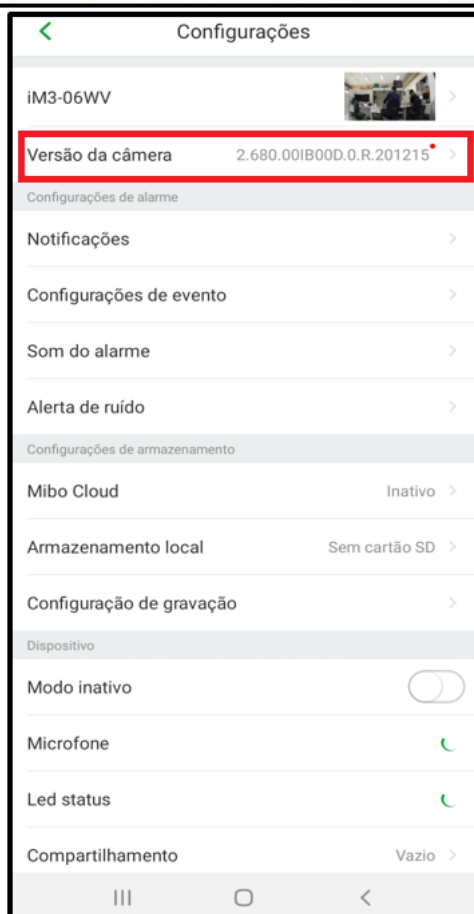 Configurações
iM3-06WV
Versão da câmera 2.680.00IB00D.0.R.201215
Configurações de alarme
Notificações
Configurações de evento
Som do alarme
Alerta de ruído
Configurações de armazenamento
Mibo Cloud Inativo
Armazenamento local Sem cartão SD
Configuração de gravação
Dispositivo
Modo inativo
Microfone
Led status
Compartilhamento Vazio